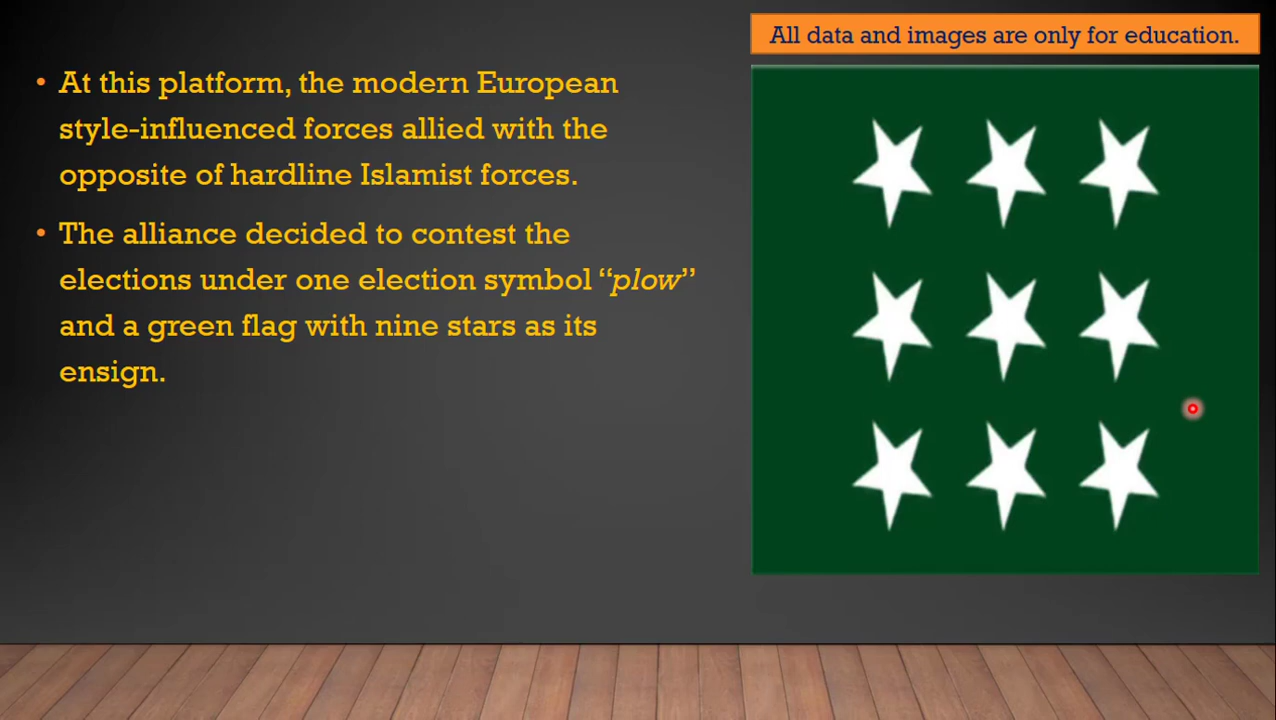 All data and images are only for education.
• At this platform, the modern European
style-influenced forces allied with the
opposite of hardline Islamist forces.
• The alliance decided to contest the
elections under one election symbol “plow”
and a green flag with nine stars as its
ensign.